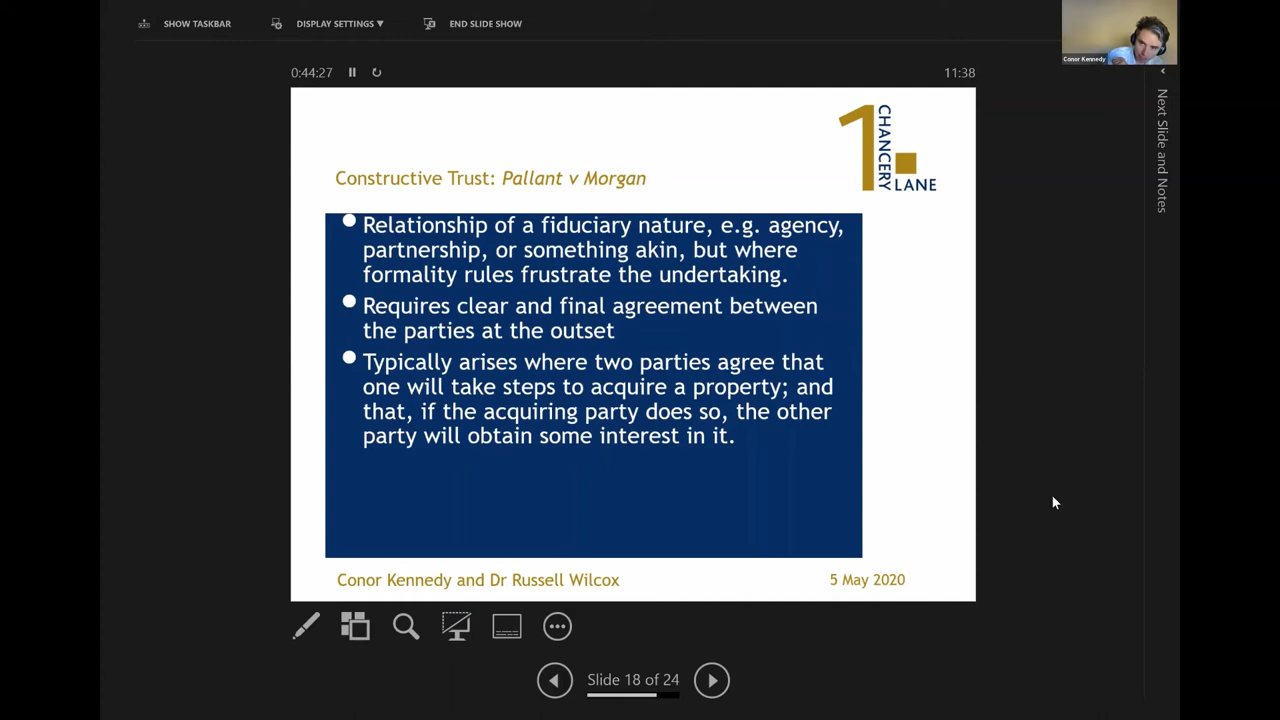 SHOW TASKBAR
DISPLAY SETTINGS ▼
END SLIDE SHOW
Conor Kennedy
0:44:27
11:38
Next Slide and Notes
1 CHANCERY LANE
Constructive Trust: Pallant v Morgan
• Relationship of a fiduciary nature, e.g. agency,
partnership, or something akin, but where
formality rules frustrate the undertaking.
• Requires clear and final agreement between
the parties at the outset
• Typically arises where two parties agree that
one will take steps to acquire a property; and
that, if the acquiring party does so, the other
party will obtain some interest in it.
Conor Kennedy and Dr Russell Wilcox
5 May 2020
Slide 18 of 24